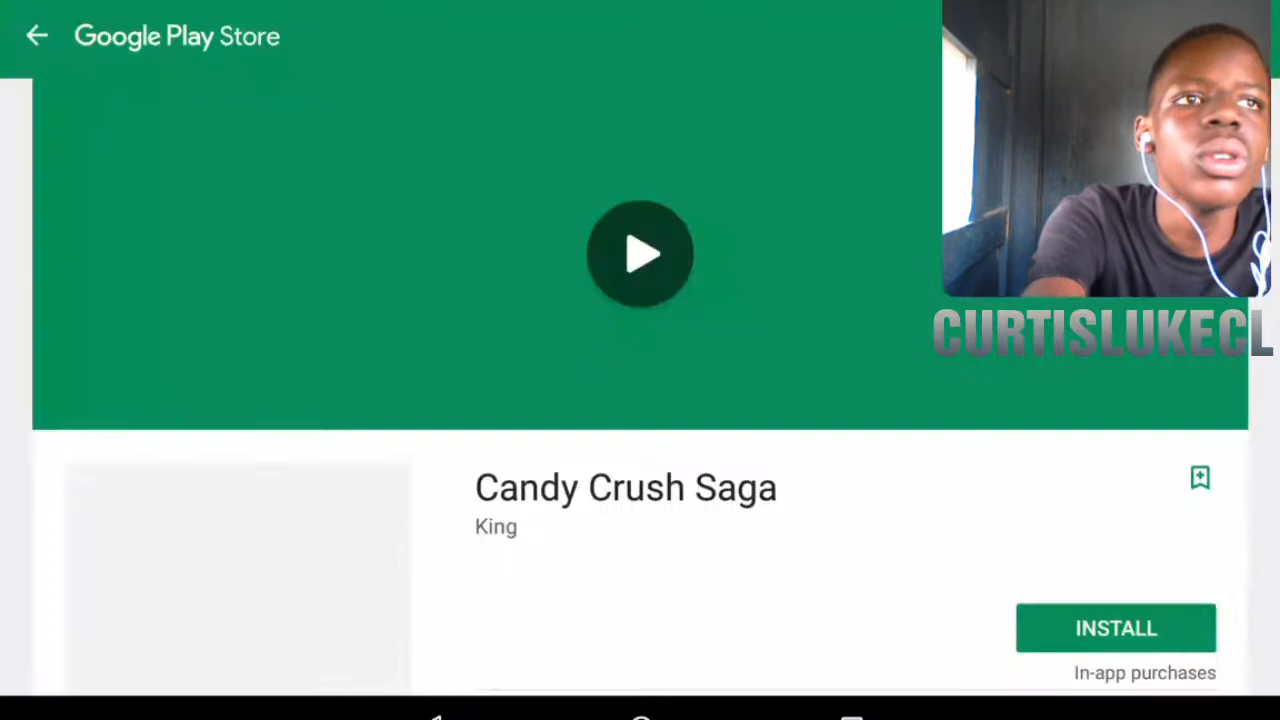 Google Play Store
CURTISLUKECL
Candy Crush Saga
King
INSTALL
In-app purchases